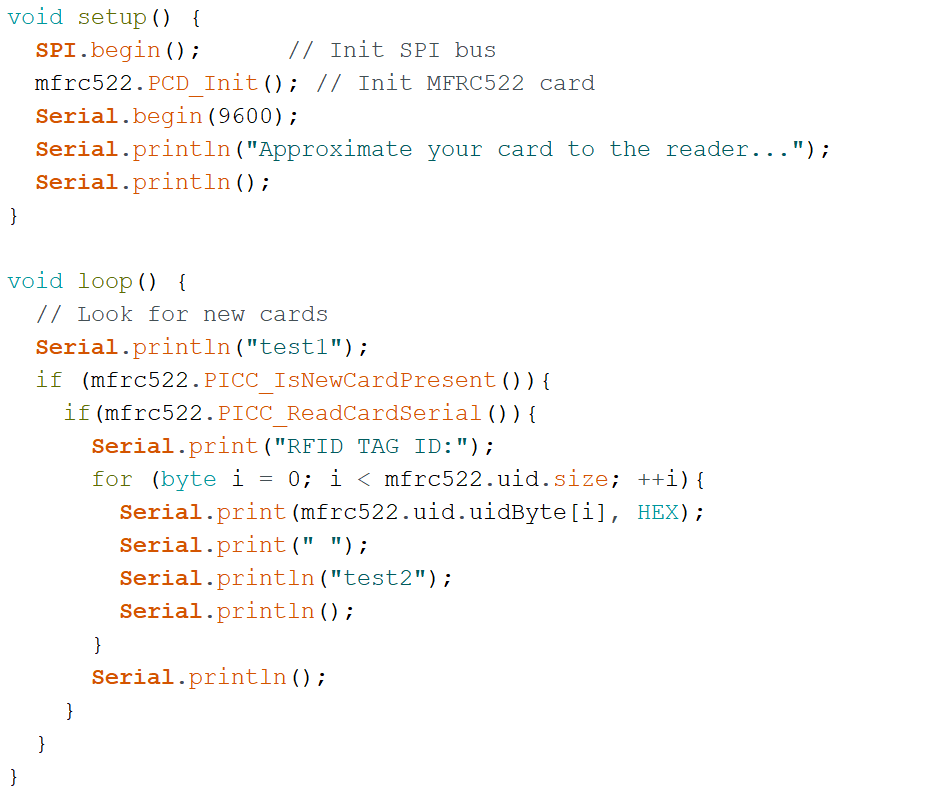 void setup() {
  SPI.begin();      // Init SPI bus
  mfrc522.PCD_Init(); // Init MFRC522 card
  Serial.begin(9600);
  Serial.println("Approximate your card to the reader...");
  Serial.println();
}

void loop() {
  // Look for new cards
  Serial.println("test1");
  if (mfrc522.PICC_IsNewCardPresent()){
    if(mfrc522.PICC_ReadCardSerial()){
      Serial.print("RFID TAG ID:");
      for (byte i = 0; i < mfrc522.uid.size; ++i){
        Serial.print(mfrc522.uid.uidByte[i], HEX);
        Serial.print(" ");
        Serial.println("test2");
        Serial.println();
      }
      Serial.println();
    }
  }
}